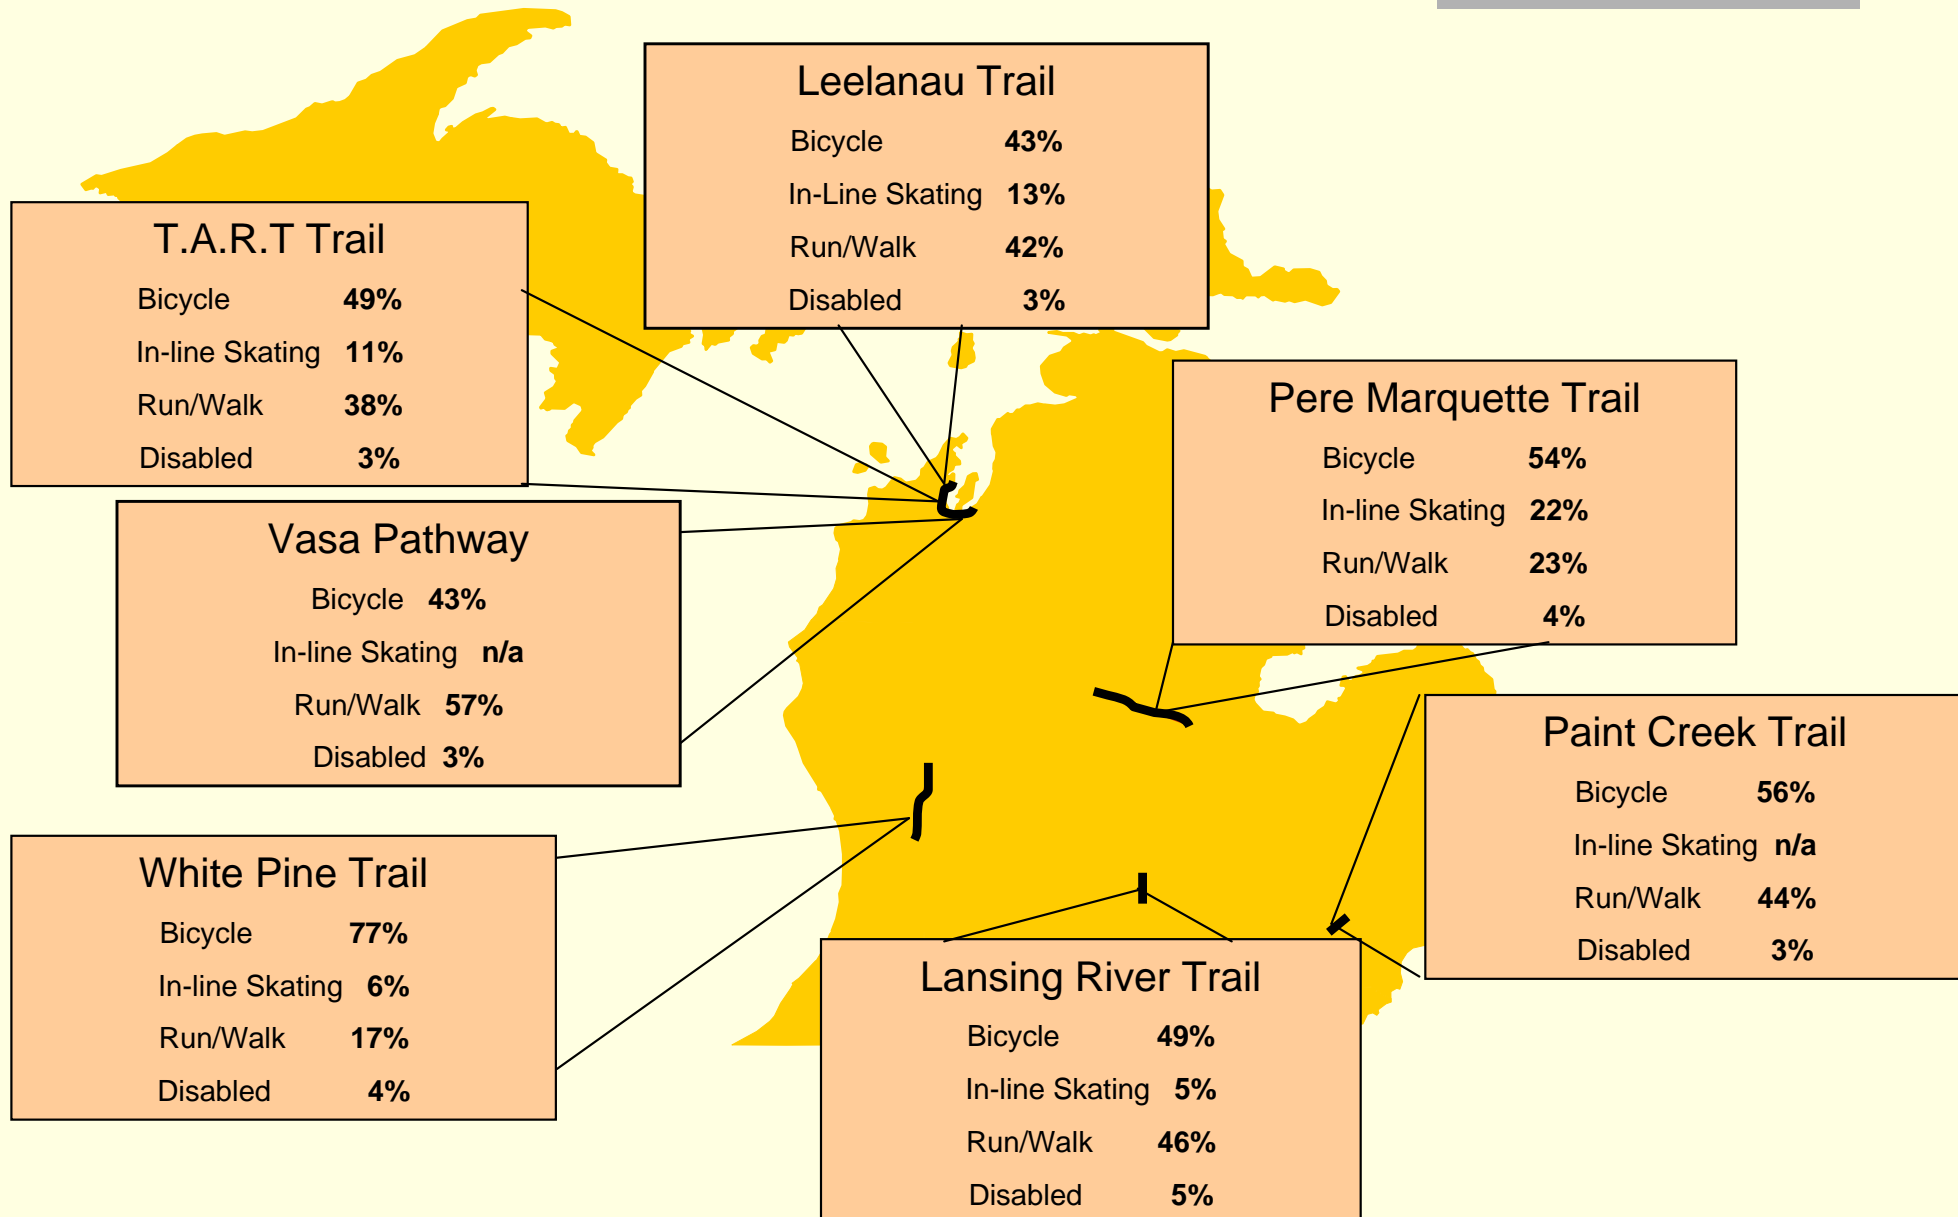 Leelanau Trail
Bicycle 43%
In-Line Skating 13%
Run/Walk 42%
Disabled 3%
T.A.R.T Trail
Bicycle 49%
In-line Skating 11%
Run/Walk 38%
Disabled 3%
Pere Marquette Trail
Bicycle 54%
In-line Skating 22%
Run/Walk 23%
Disabled 4%
Vasa Pathway
Bicycle 43%
In-line Skating n/a
Run/Walk 57%
Disabled 3%
Paint Creek Trail
Bicycle 56%
In-line Skating n/a
Run/Walk 44%
Disabled 3%
White Pine Trail
Bicycle 77%
In-line Skating 6%
Run/Walk 17%
Disabled 4%
Lansing River Trail
Bicycle 49%
In-line Skating 5%
Run/Walk 46%
Disabled 5%